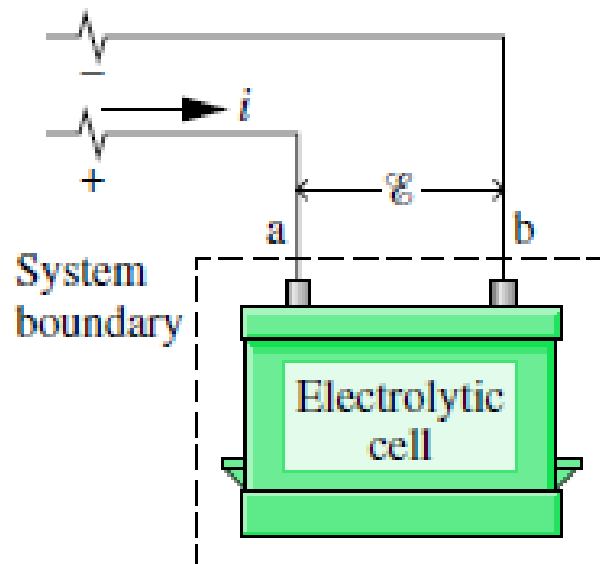 −
i
+
ℰ
a
b
System
boundary
Electrolytic
cell